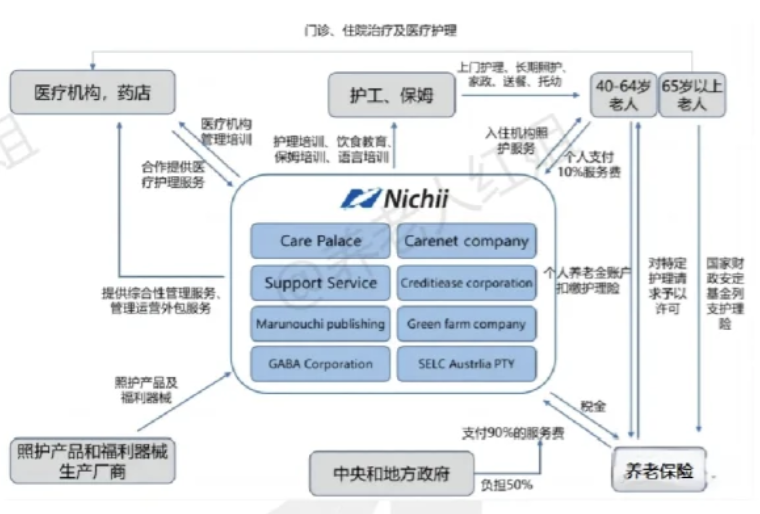 门诊、住院治疗及医疗护理
医疗机构，药店
护工、保姆
上门护理、长期照护、
家政、送餐、托幼
40-64岁
老人
65岁以上
老人
医疗机构
管理培训
合作提供医
疗护理服务
护理培训、饮食教育、
保姆培训、语言培训
入住机构照
护服务
个人支付
10%服务费
Nichii
Care Palace
Carenet company
Support Service
Creditiease corporation
Marunouchi publishing
Green farm company
GABA Corporation
SELC Austrlia PTY
@养老人红姐
提供综合性管理服务、
管理运营外包服务
个人养老金账户
扣缴护理险
对特定
护理请
求予以
许可
国家财
政安定
基金列
支护理
险
照护产品及
福利器械
照护产品和福利器械
生产厂商
税金
支付90%的服务费
中央和地方政府
负担50%
养老保险